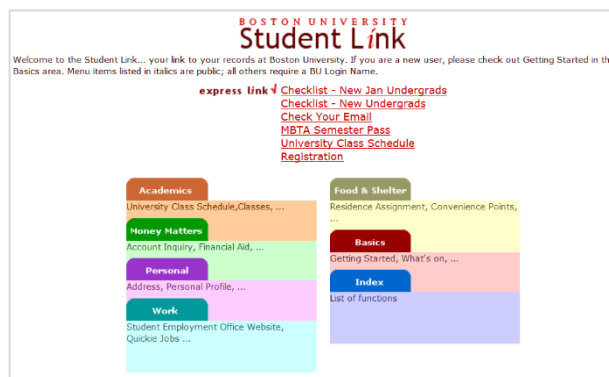 BOSTON UNIVERSITY
Student Link
Welcome to the Student Link... your link to your records at Boston University. If you are a new user, please check out Getting Started in th
Basics area. Menu items listed in italics are public; all others require a BU Login Name.
express link √ Checklist - New Jan Undergrads
Checklist - New Undergrads
Check Your Email
MBTA Semester Pass
University Class Schedule
Registration
Academics
University Class Schedule,Classes, ...
Money Matters
Account Inquiry, Financial Aid, ...
Personal
Address, Personal Profile, ...
Work
Student Employment Office Website,
Quickie Jobs ...
Food & Shelter
Residence Assignment, Convenience Points,
...
Basics
Getting Started, What's on, ...
Index
List of functions